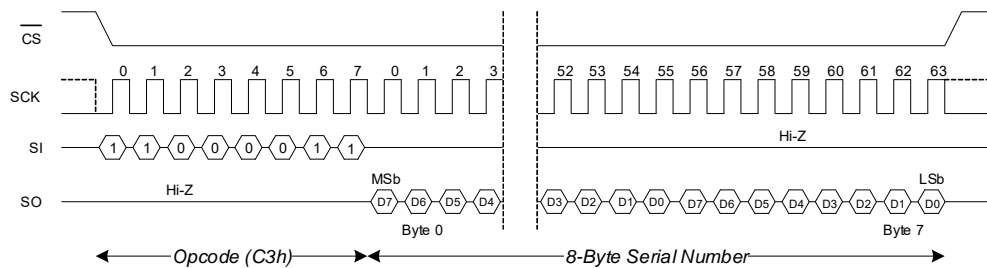 CS
0 1 2 3 4 5 6 7 0 1 2 3 52 53 54 55 56 57 58 59 60 61 62 63
SCK
Hi-Z
SI 1 1 0 0 0 0 1 1
Hi-Z MSb LSb
SO D7 D6 D5 D4 D3 D2 D1 D0 D7 D6 D5 D4 D3 D2 D1 D0
Byte 0 Byte 7
Opcode (C3h) 8-Byte Serial Number